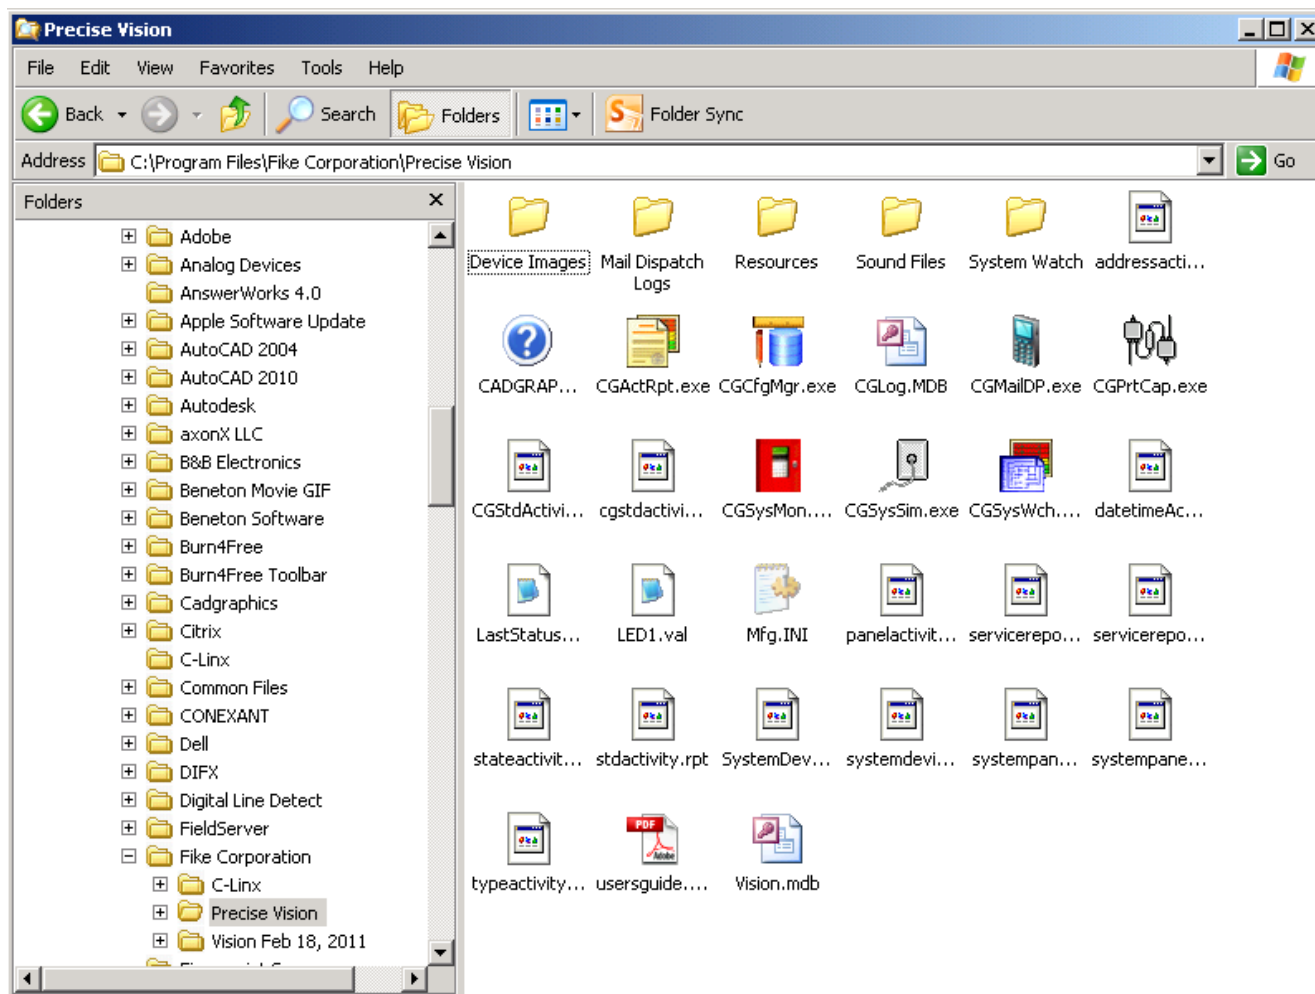 Precise Vision
File Edit View Favorites Tools Help
Back Search Folders Folder Sync
Address C:\Program Files\Fike Corporation\Precise Vision Go
Folders
Adobe
Analog Devices
AnswerWorks 4.0
Apple Software Update
AutoCAD 2004
AutoCAD 2010
Autodesk
axonX LLC
B&B Electronics
Beneton Movie GIF
Beneton Software
Burn4Free
Burn4Free Toolbar
Cadgraphics
Citrix
C-Linx
Common Files
CONEXANT
Dell
DIFX
Digital Line Detect
FieldServer
Fike Corporation
C-Linx
Precise Vision
Vision Feb 18, 2011
Device Images Mail Dispatch Logs Resources Sound Files System Watch addressacti...
CADGRAP... CGActRpt.exe CGCfgMgr.exe CGLog.MDB CGMailDP.exe CGPrtCap.exe
CGStdActivi... cgstdactivi... CGSysMon.... CGSysSim.exe CGSysWch.... datetimeAc...
LastStatus... LED1.val Mfg.INI panelactivit... servicerepo... servicerepo...
stateactivit... stdactivity.rpt SystemDev... systemdevi... systempan... systempane...
PDF
Adobe
typeactivity... usersguide.... Vision.mdb